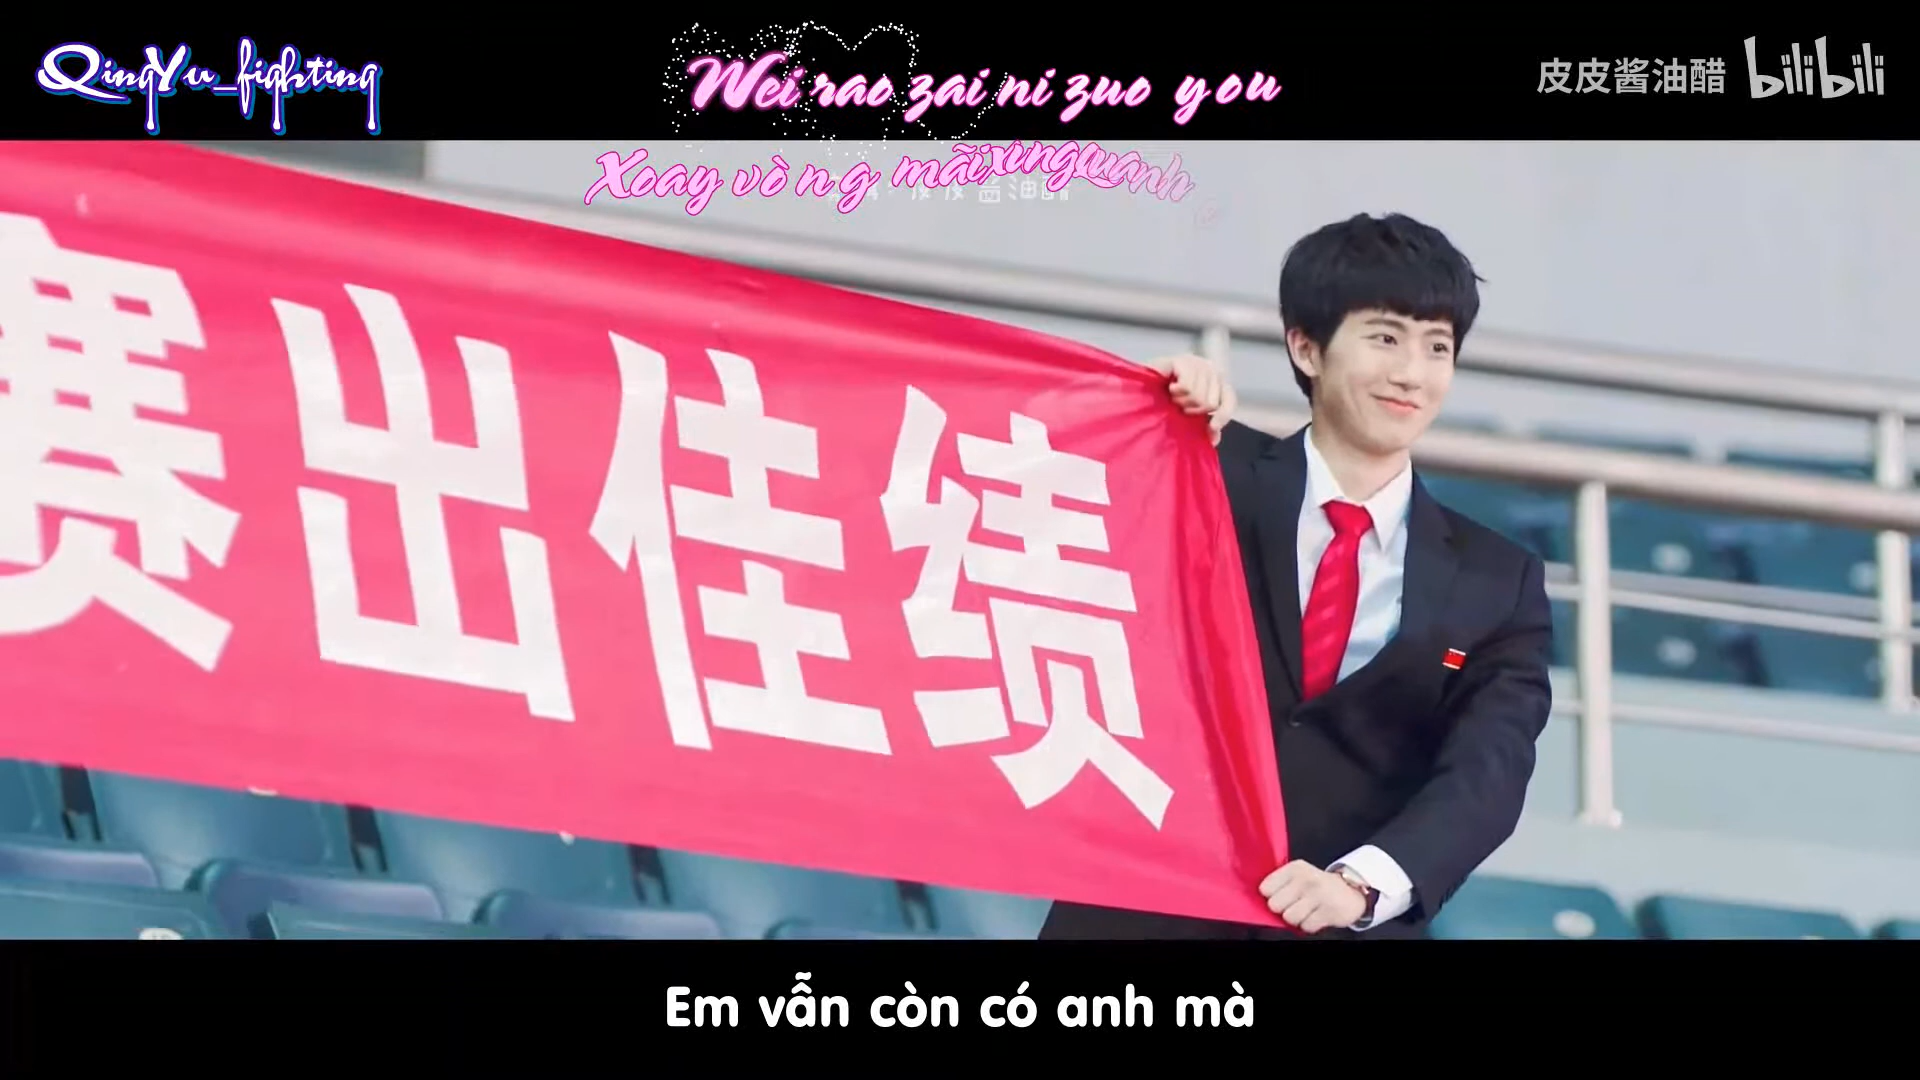 QingYu_fighting
Wei rao zai ni zuo you
皮皮酱油醋 bilibili
Xoay vòng mãi xung quanh
赛出佳绩
Em vẫn còn có anh mà